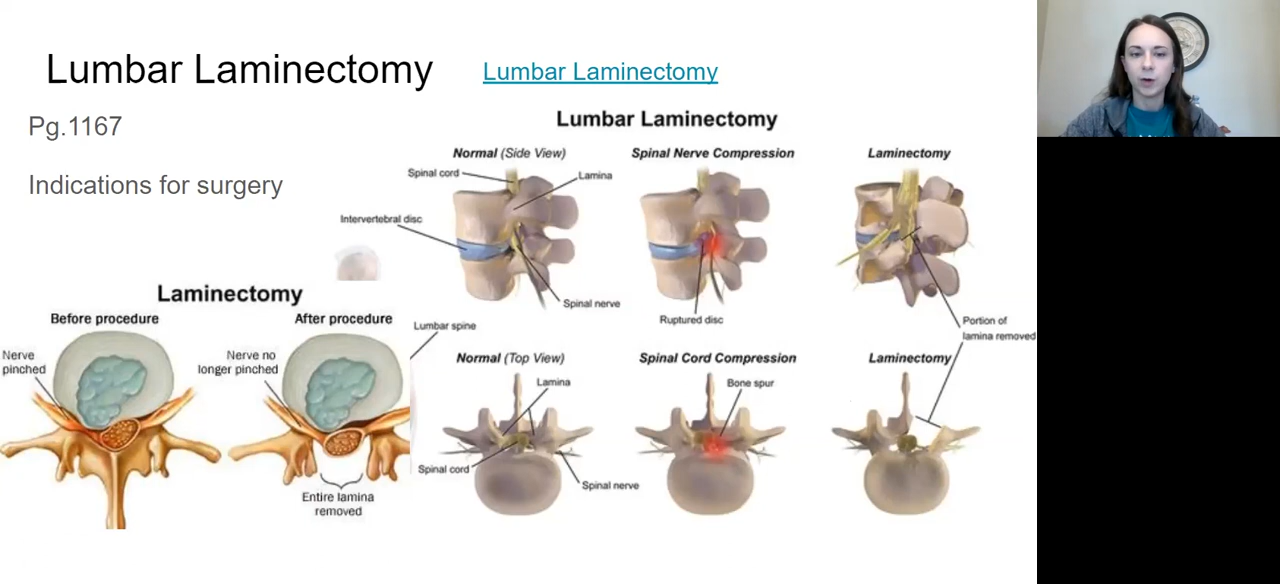 Lumbar Laminectomy
Lumbar Laminectomy
Pg.1167
Indications for surgery
Lumbar Laminectomy
Normal (Side View)
Spinal Nerve Compression
Laminectomy
Spinal cord
Lamina
Intervertebral disc
Spinal nerve
Ruptured disc
Portion of
lamina removed
Lumbar spine
Normal (Top View)
Spinal Cord Compression
Laminectomy
Lamina
Bone spur
Spinal cord
Spinal nerve
Laminectomy
Before procedure
After procedure
Nerve
pinched
Nerve no
longer pinched
Entire lamina
removed